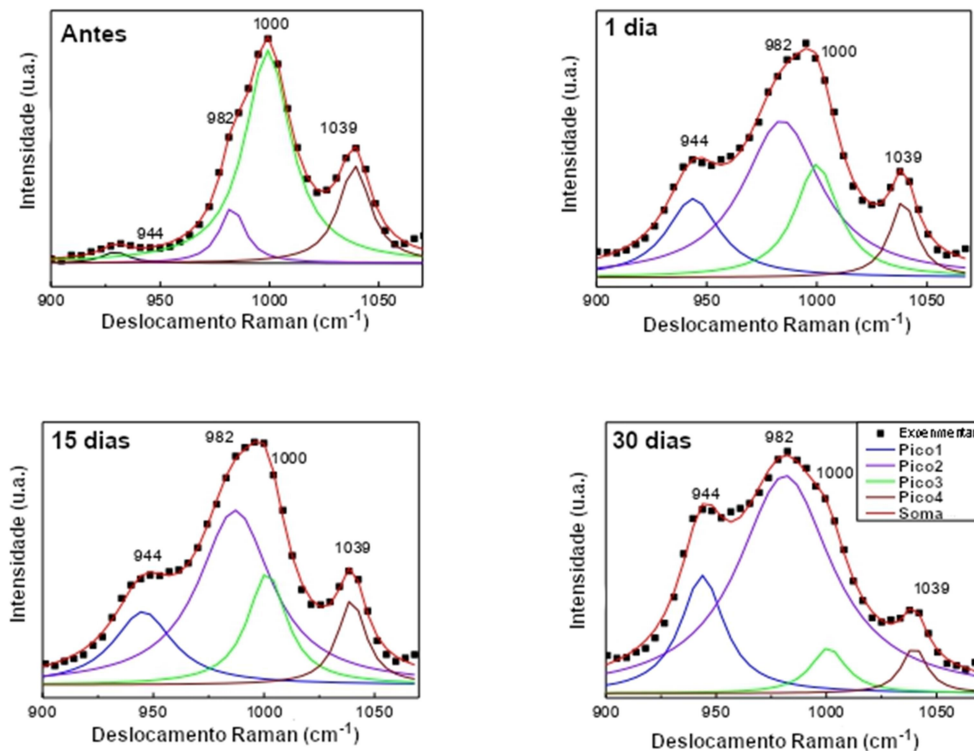 Antes
1000
982
1039
944
Intensidade (u.a.)
900 950 1000 1050
Deslocamento Raman (cm-1)
1 dia
982
1000
944
1039
Intensidade (u.a.)
900 950 1000 1050
Deslocamento Raman (cm-1)
15 dias
982
1000
944
1039
Intensidade (u.a.)
900 950 1000 1050
Deslocamento Raman (cm-1)
30 dias
982
1000
944
1039
Expenmentar
Pico1
Pico2
Pico3
Pico4
Soma
Intensidade (u.a.)
900 950 1000 1050
Deslocamento Raman (cm-1)